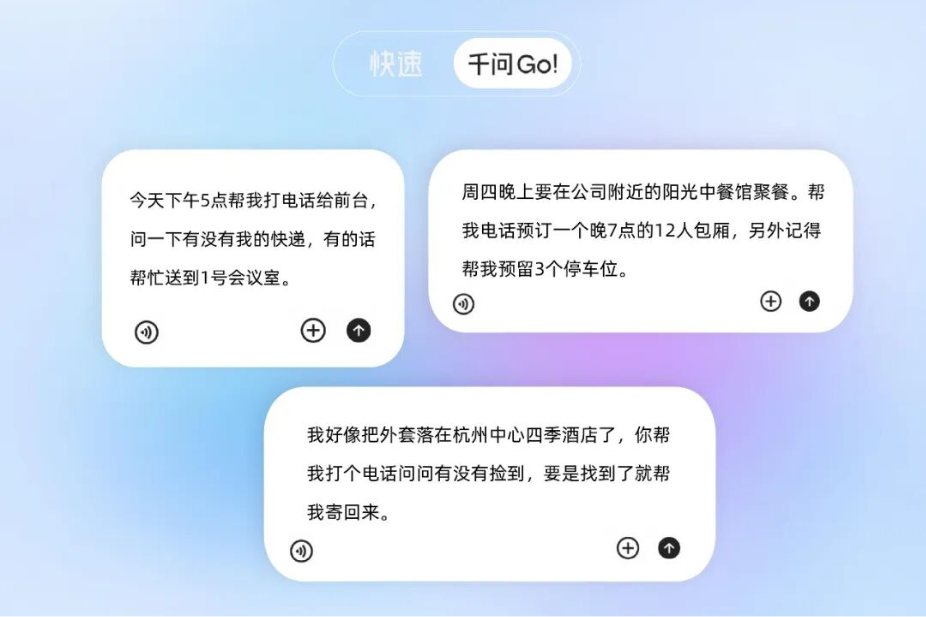 快速
千问Go!
今天下午5点帮我打电话给前台，
问一下有没有我的快递，有的话
帮忙送到1号会议室。
周四晚上要在公司附近的阳光中餐馆聚餐。帮
我电话预订一个晚7点的12人包厢，另外记得
帮我预留3个停车位。
我好像把外套落在杭州中心四季酒店了，你帮
我打个电话问问有没有捡到，要是找到了就帮
我寄回来。